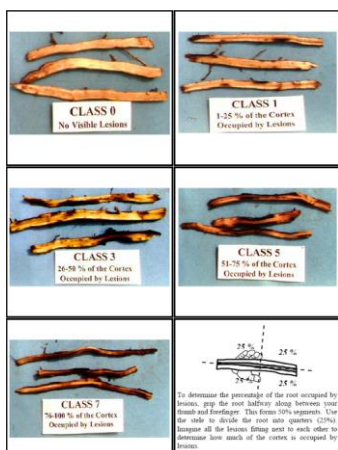 CLASS 0
No Visible Lesions
CLASS 1
1-25 % of the Cortex
Occupied by Lesions
CLASS 3
26-50 % of the Cortex
Occupied by Lesions
CLASS 5
51-75 % of the Cortex
Occupied by Lesions
CLASS 7
76-100 % of the Cortex
Occupied by Lesions
25 %
25 %
25 %
25 %
To determine the percentage of the root occupied by
lesions, grip the root halfway along between your
thumb and forefinger. This forms 50% segments. Use
the stele to divide the root into quarters (25%).
Imagine all the lesions fitting next to each other to
determine how much of the cortex is occupied by
lesions.